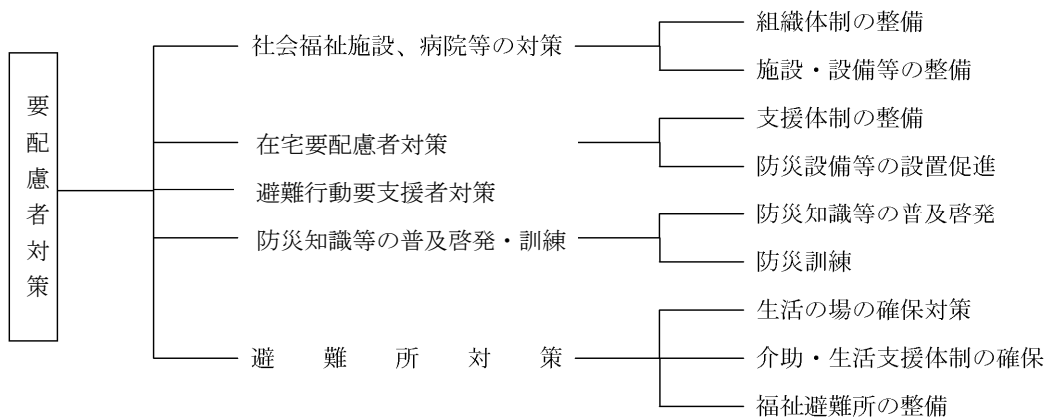 要配慮者対策
社会福祉施設、病院等の対策
組織体制の整備
施設・設備等の整備
在宅要配慮者対策
支援体制の整備
防災設備等の設置促進
避難行動要支援者対策
防災知識等の普及啓発・訓練
防災知識等の普及啓発
防災訓練
避難所対策
生活の場の確保対策
介助・生活支援体制の確保
福祉避難所の整備